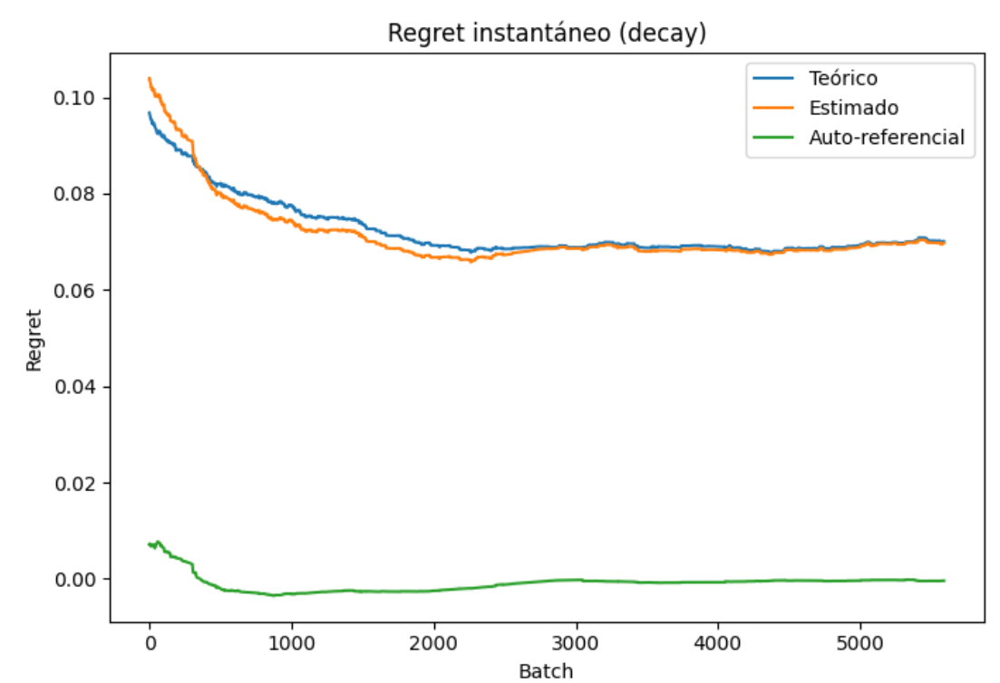 Regret instantáneo (decay)
Teórico
Estimado
Auto-referencial
0.10
0.08
0.06
0.04
0.02
0.00
Regret
0 1000 2000 3000 4000 5000
Batch